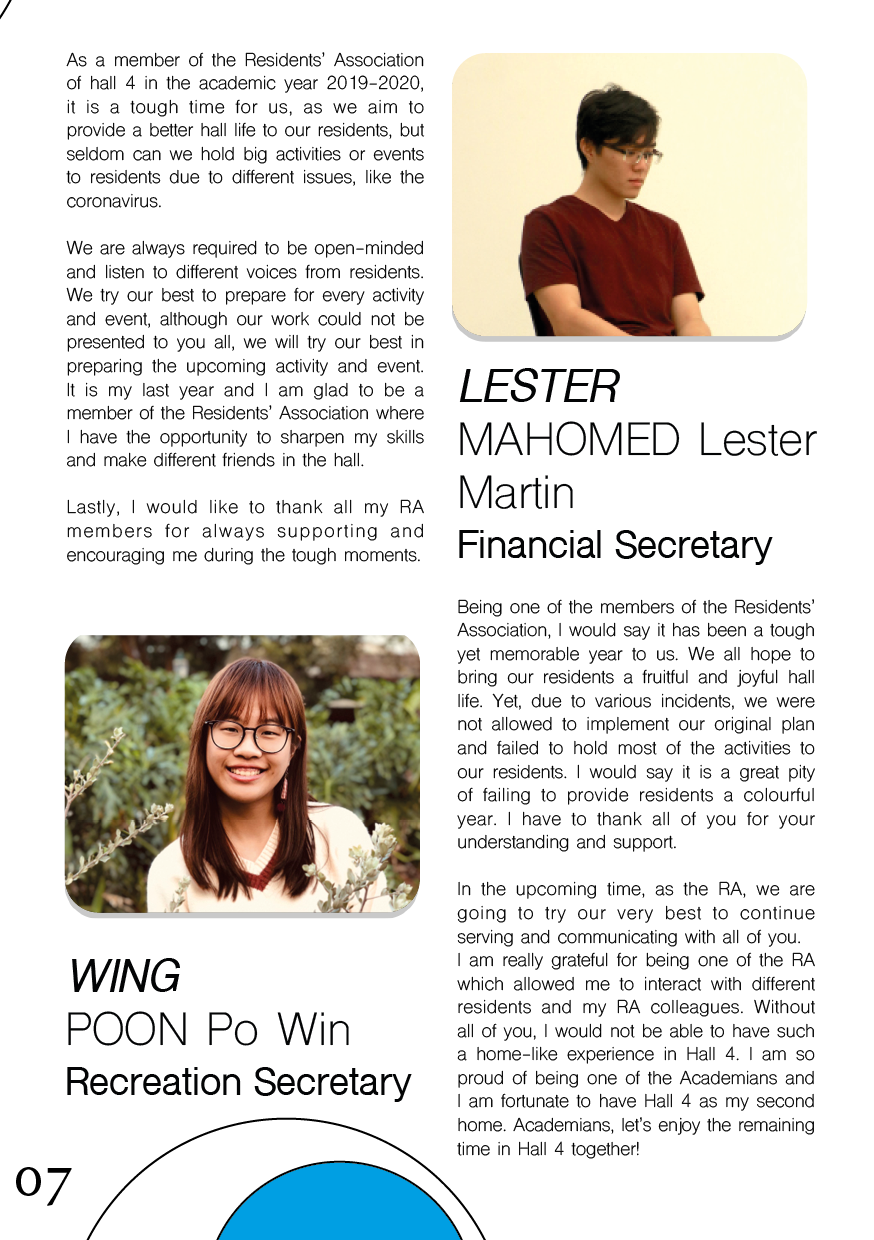 As a member of the Residents’ Association
of hall 4 in the academic year 2019-2020,
it is a tough time for us, as we aim to
provide a better hall life to our residents, but
seldom can we hold big activities or events
to residents due to different issues, like the
coronavirus.
We are always required to be open-minded
and listen to different voices from residents.
We try our best to prepare for every activity
and event, although our work could not be
presented to you all, we will try our best in
preparing the upcoming activity and event.
It is my last year and I am glad to be a
member of the Residents’ Association where
I have the opportunity to sharpen my skills
and make different friends in the hall.
Lastly, I would like to thank all my RA
members for always supporting and
encouraging me during the tough moments.
WING
POON Po Win
Recreation Secretary
LESTER
MAHOMED Lester
Martin
Financial Secretary
Being one of the members of the Residents’
Association, I would say it has been a tough
yet memorable year to us. We all hope to
bring our residents a fruitful and joyful hall
life. Yet, due to various incidents, we were
not allowed to implement our original plan
and failed to hold most of the activities to
our residents. I would say it is a great pity
of failing to provide residents a colourful
year. I have to thank all of you for your
understanding and support.
In the upcoming time, as the RA, we are
going to try our very best to continue
serving and communicating with all of you.
I am really grateful for being one of the RA
which allowed me to interact with different
residents and my RA colleagues. Without
all of you, I would not be able to have such
a home-like experience in Hall 4. I am so
proud of being one of the Academians and
I am fortunate to have Hall 4 as my second
home. Academians, let’s enjoy the remaining
time in Hall 4 together!
07